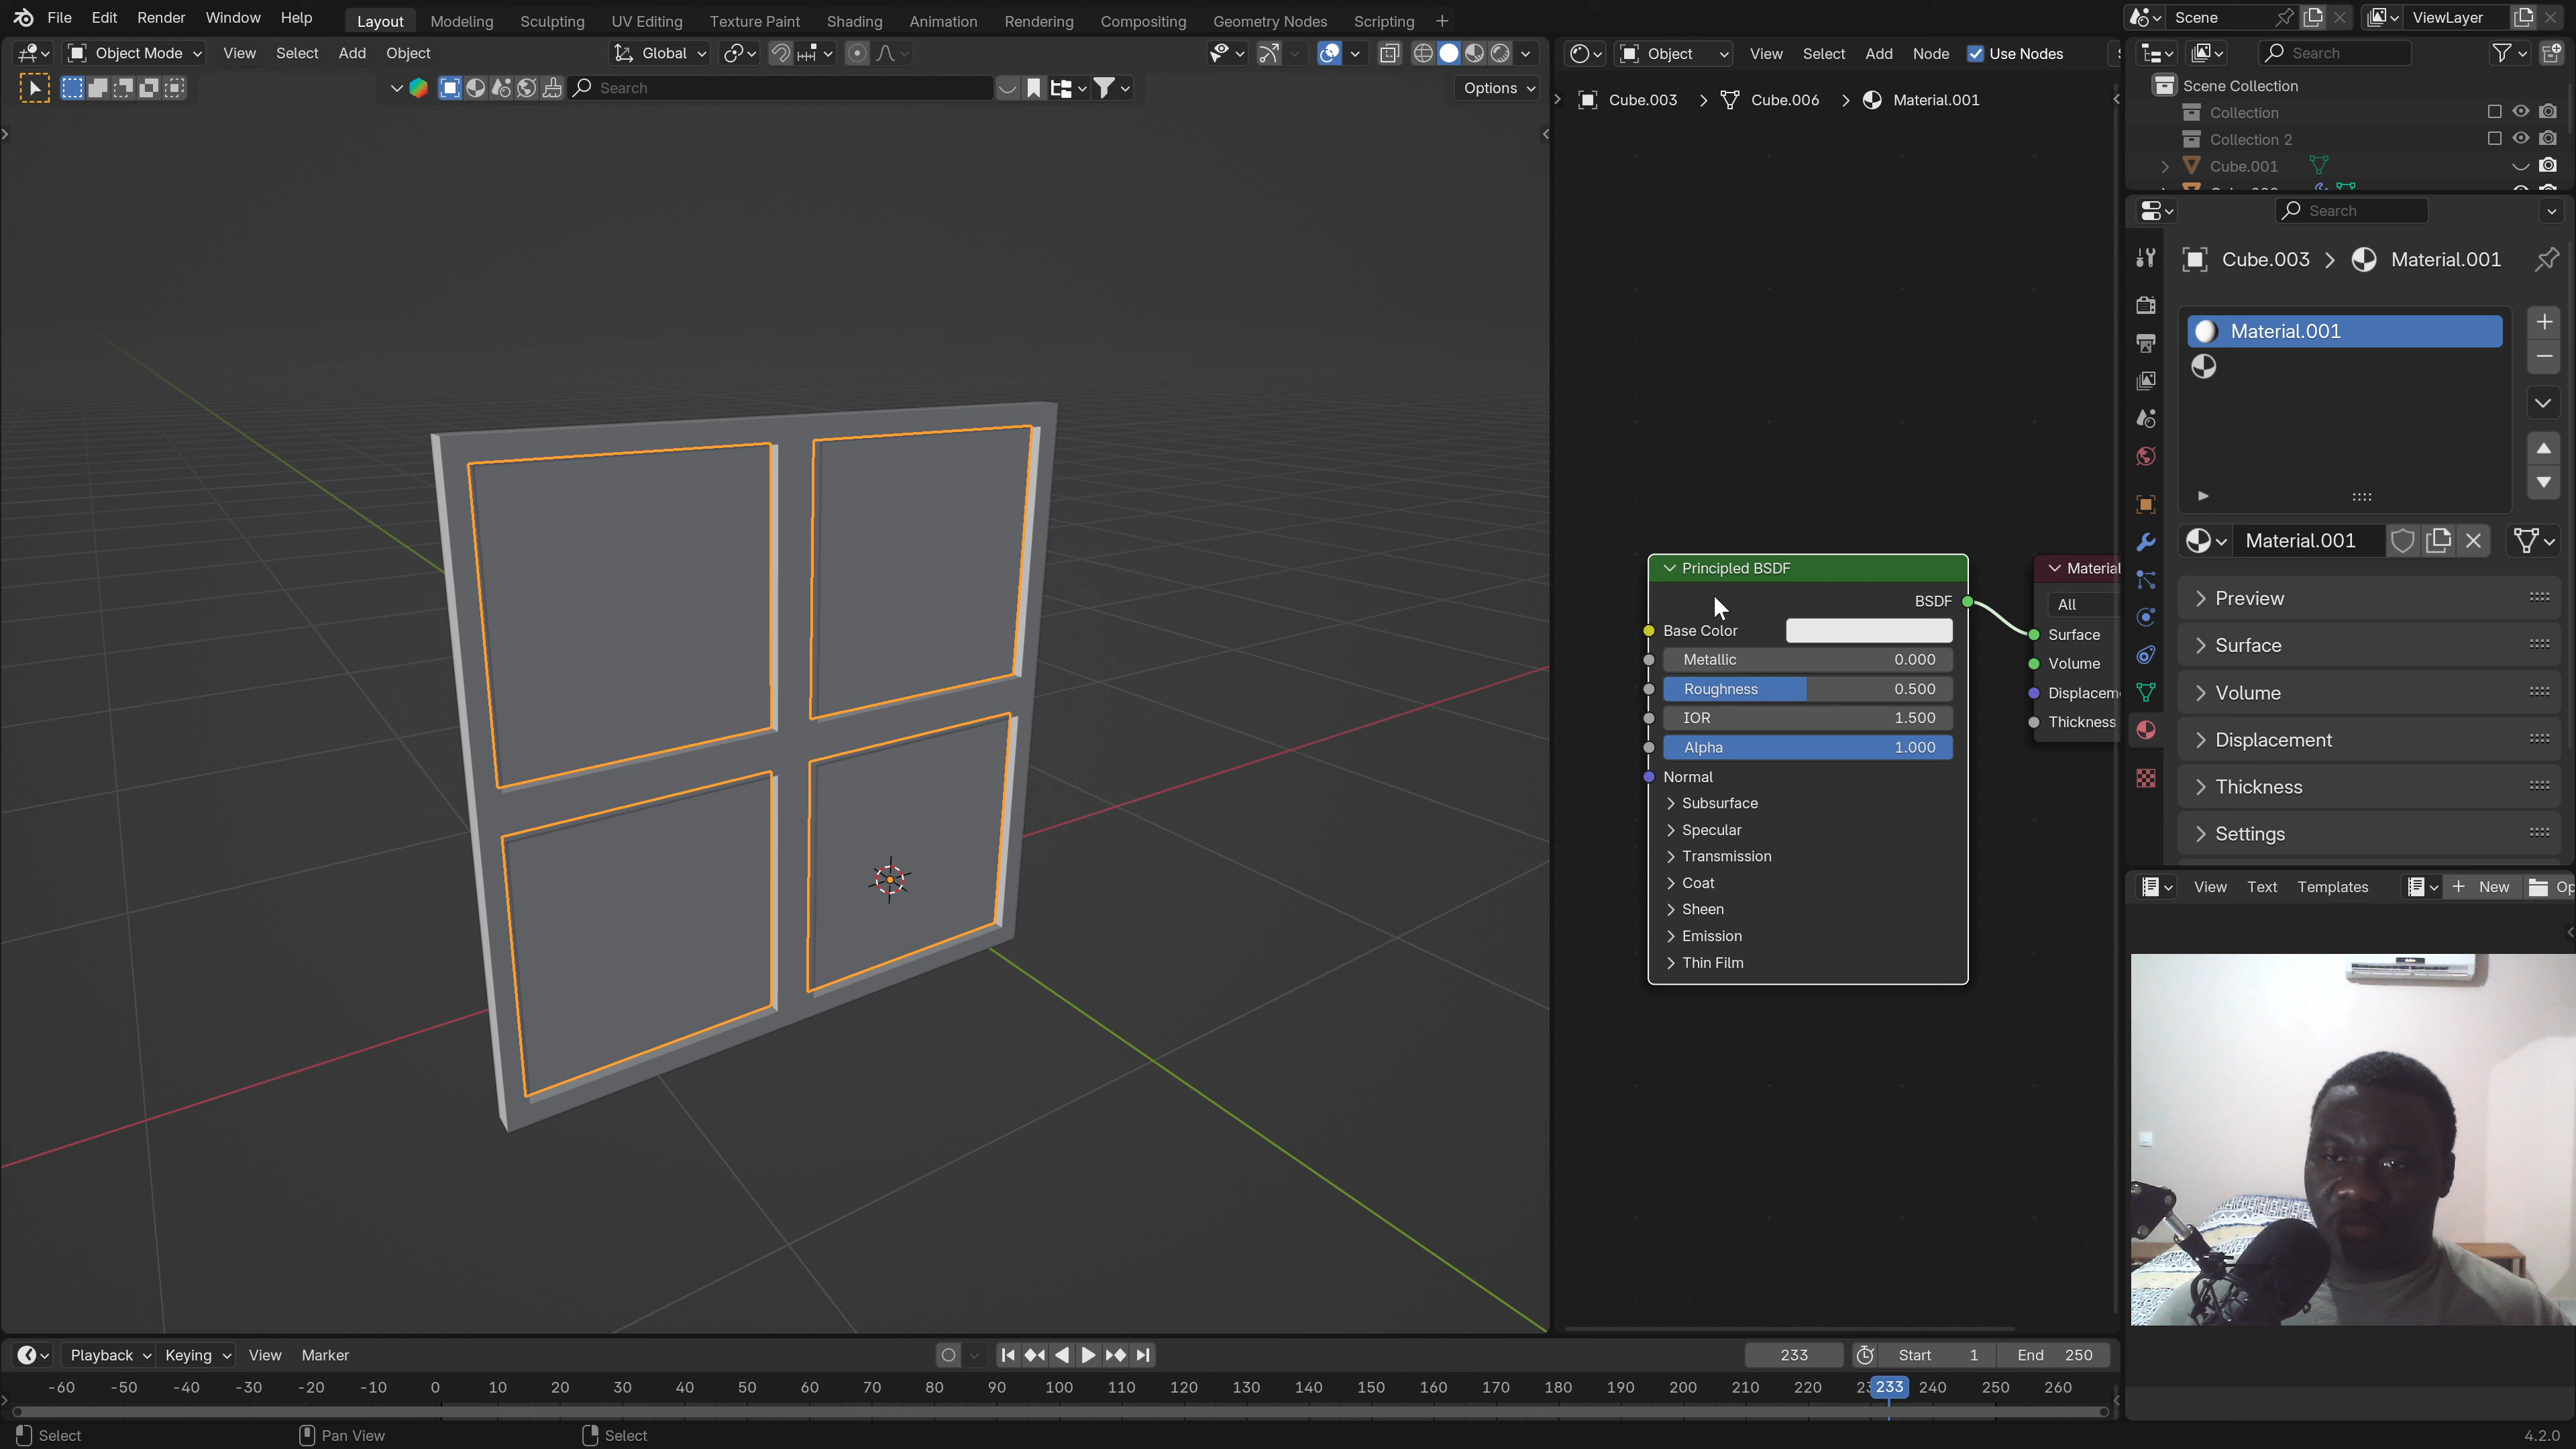 File Edit Render Window Help Layout Modeling Sculpting UV Editing Texture Paint Shading Animation Rendering Compositing Geometry Nodes Scripting Scene ViewLayer
Object Mode View Select Add Object Global
Search Options
Object View Select Add Node Use Nodes
Cube.003 Cube.006 Material.001
Principled BSDF
BSDF
Base Color
Metallic 0.000
Roughness 0.500
IOR 1.500
Alpha 1.000
Normal
Subsurface
Specular
Transmission
Coat
Sheen
Emission
Thin Film
Material
All
Surface
Volume
Displacem
Thickness
Search
Scene Collection
Collection
Collection 2
Cube.001
Search
Cube.003 Material.001
Material.001
Material.001
Preview
Surface
Volume
Displacement
Thickness
Settings
View Text Templates New Op
Playback Keying View Marker 233 Start 1 End 250
-60 -50 -40 -30 -20 -10 0 10 20 30 40 50 60 70 80 90 100 110 120 130 140 150 160 170 180 190 200 210 220 233 240 250 260
Select Pan View Select 4.2.0